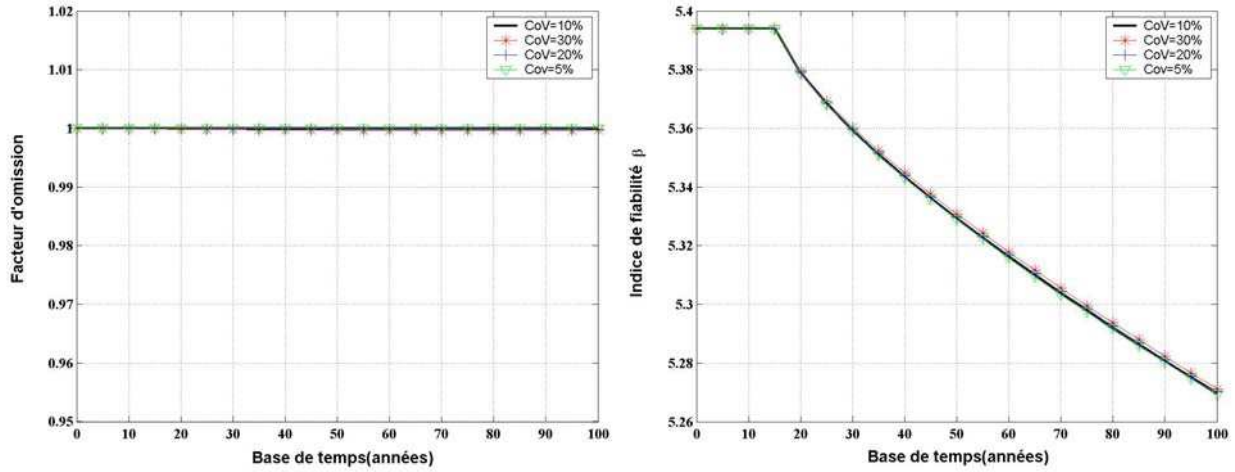 1.02
1.01
1
0.99
0.98
0.97
0.96
0.95
Facteur d'omission
CoV=10%
CoV=30%
CoV=20%
Cov=5%
0 10 20 30 40 50 60 70 80 90 100
Base de temps(années)
5.4
5.38
5.36
5.34
5.32
5.3
5.28
5.26
Indice de fiabilité β
CoV=10%
CoV=30%
CoV=20%
Cov=5%
0 10 20 30 40 50 60 70 80 90 100
Base de temps(années)